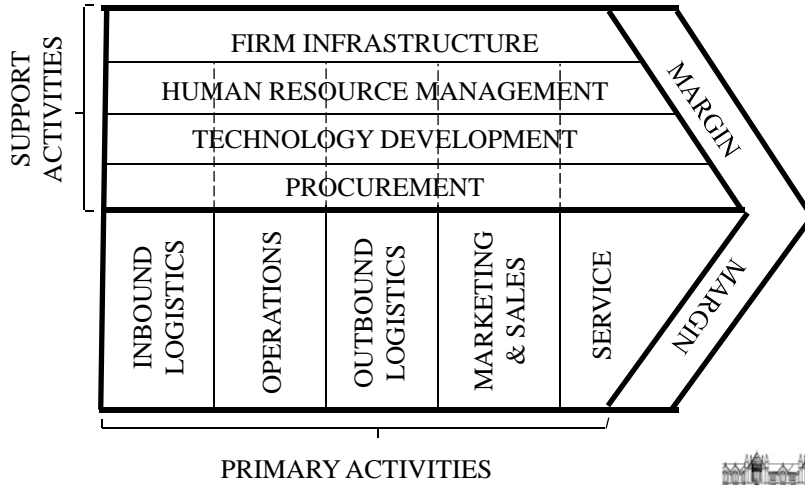 SUPPORT
ACTIVITIES
FIRM INFRASTRUCTURE
HUMAN RESOURCE MANAGEMENT
TECHNOLOGY DEVELOPMENT
PROCUREMENT
MARGIN
INBOUND
LOGISTICS
OPERATIONS
OUTBOUND
LOGISTICS
MARKETING
& SALES
SERVICE
MARGIN
PRIMARY ACTIVITIES